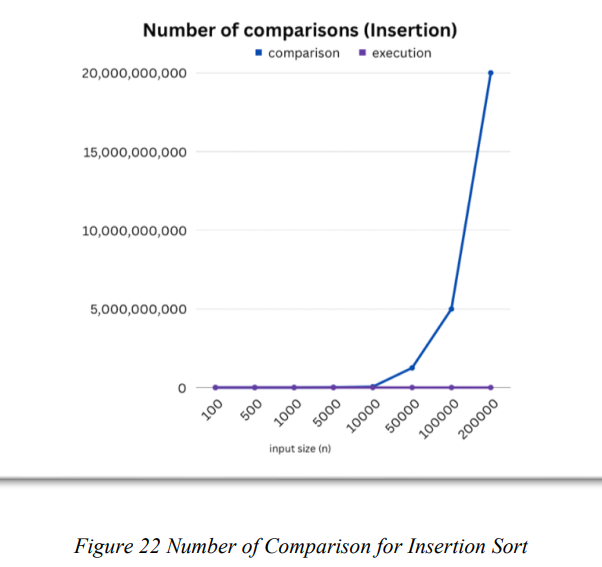 Number of comparisons (Insertion)
comparison execution
20,000,000,000
15,000,000,000
10,000,000,000
5,000,000,000
0
100 500 1000 5000 10000 50000 100000 200000
input size (n)
Figure 22 Number of Comparison for Insertion Sort